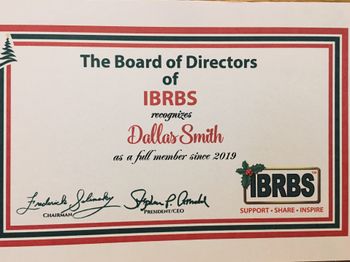 The Board of Directors
of
IBRBS
recognizes
Dallas Smith
as a full member since 2019
CHAIRMAN
PRESIDENT/CEO
IBRBS
SUPPORT • SHARE • INSPIRE